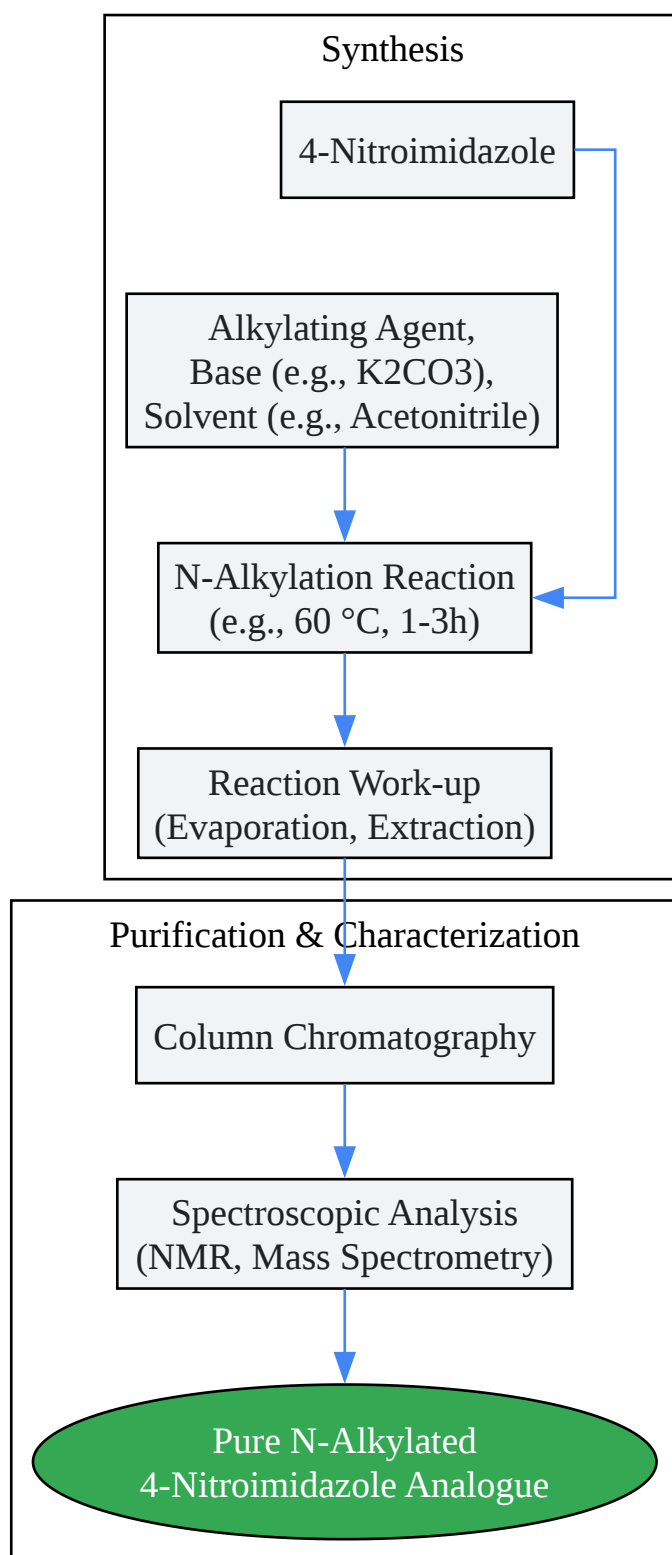 Synthesis
4-Nitroimidazole
Alkylating Agent,
Base (e.g., K2CO3),
Solvent (e.g., Acetonitrile)
N-Alkylation Reaction
(e.g., 60 °C, 1-3h)
Reaction Work-up
(Evaporation, Extraction)
Purification & Characterization
Column Chromatography
Spectroscopic Analysis
(NMR, Mass Spectrometry)
Pure N-Alkylated
4-Nitroimidazole Analogue